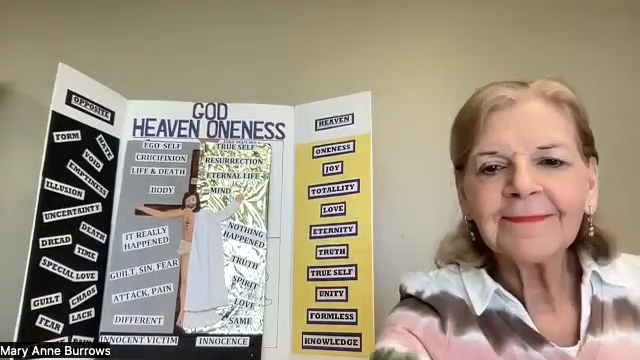 OPPOSITE
FORM
HATE
VOID
EMPTINESS
ILLUSION
UNCERTAINTY
DEATH
DREAD
TIME
SPECIAL LOVE
GUILT
CHAOS
FEAR
LACK
GOD
HEAVEN ONENESS
EGO SELF
CRUCIFIXION
LIFE & DEATH
BODY
IT REALLY
HAPPENED
GUILT, SIN, FEAR
ATTACK, PAIN
DIFFERENT
INNOCENT VICTIM
TRUE SELF
RESURRECTION
ETERNAL LIFE
MIND
NOTHING
HAPPENED
TRUTH
SPIRIT
LOVE
SAME
INNOCENCE
HEAVEN
ONENESS
JOY
TOTALLITY
LOVE
ETERNITY
TRUTH
TRUE SELF
UNITY
FORMLESS
KNOWLEDGE
Mary Anne Burrows